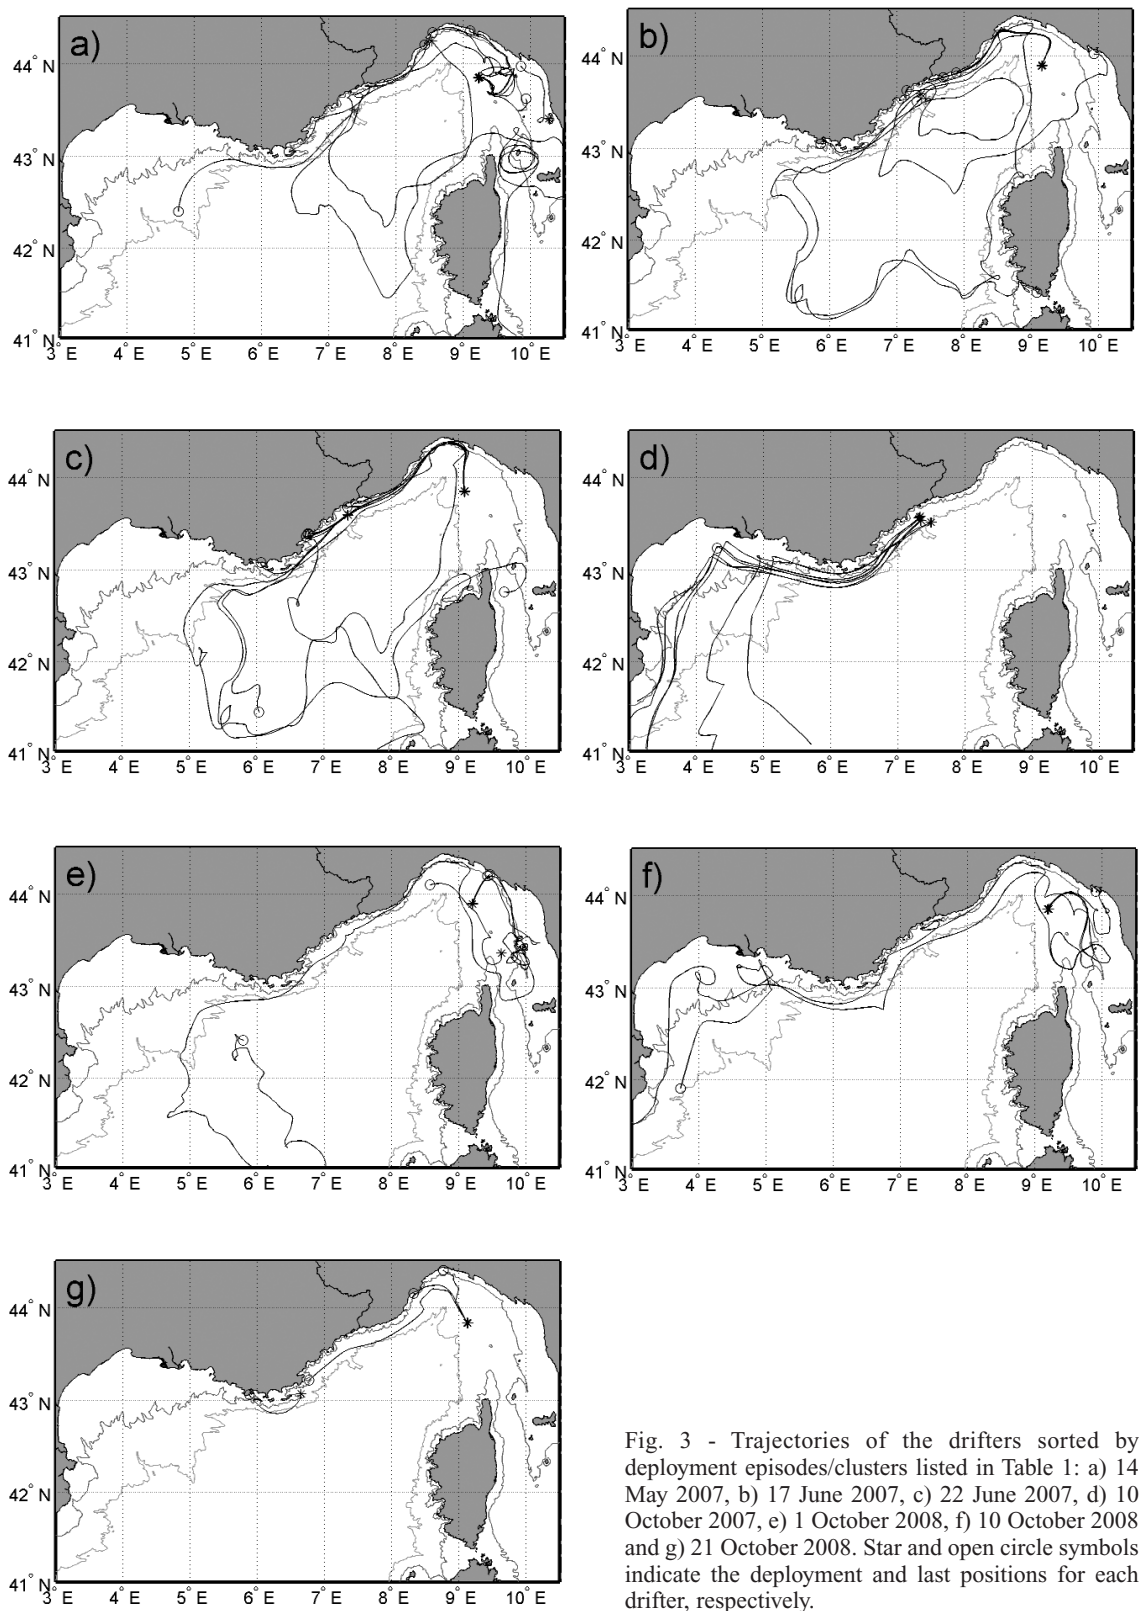 a)
44° N
43° N
42° N
41° N
3° E 4° E 5° E 6° E 7° E 8° E 9° E 10° E
b)
44° N
43° N
42° N
41° N
3° E 4° E 5° E 6° E 7° E 8° E 9° E 10° E
c)
44° N
43° N
42° N
41° N
3° E 4° E 5° E 6° E 7° E 8° E 9° E 10° E
d)
44° N
43° N
42° N
41° N
3° E 4° E 5° E 6° E 7° E 8° E 9° E 10° E
e)
44° N
43° N
42° N
41° N
3° E 4° E 5° E 6° E 7° E 8° E 9° E 10° E
f)
44° N
43° N
42° N
41° N
3° E 4° E 5° E 6° E 7° E 8° E 9° E 10° E
g)
44° N
43° N
42° N
41° N
3° E 4° E 5° E 6° E 7° E 8° E 9° E 10° E
Fig. 3 - Trajectories of the drifters sorted by
deployment episodes/clusters listed in Table 1: a) 14
May 2007, b) 17 June 2007, c) 22 June 2007, d) 10
October 2007, e) 1 October 2008, f) 10 October 2008
and g) 21 October 2008. Star and open circle symbols
indicate the deployment and last positions for each
drifter, respectively.